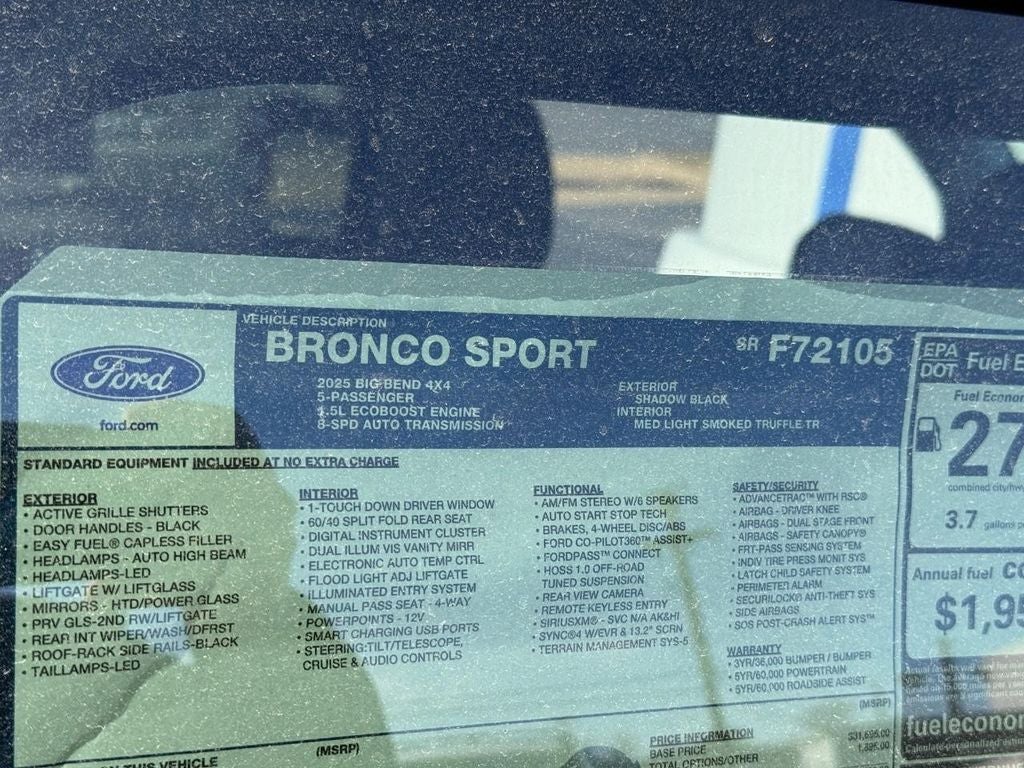 Ford
ford.com
VEHICLE DESCRIPTION
BRONCO SPORT
2025 BIG BEND 4X4
5-PASSENGER
1.5L ECOBOOST ENGINE
8-SPD AUTO TRANSMISSION
EXTERIOR
SHADOW BLACK
INTERIOR
MED LIGHT SMOKED TRUFFLE TR
F72105
STANDARD EQUIPMENT INCLUDED AT NO EXTRA CHARGE
EXTERIOR
• ACTIVE GRILLE SHUTTERS
• DOOR HANDLES - BLACK
• EASY FUEL® CAPLESS FILLER
• HEADLAMPS - AUTO HIGH BEAM
• HEADLAMPS-LED
• LIFTGATE W/ LIFTGLASS
• MIRRORS - HTD/POWER GLASS
• PRV GLS-2ND RW/LIFTGATE
• REAR INT WIPER/WASH/DFRST
• ROOF-RACK SIDE RAILS-BLACK
• TAILLAMPS-LED
INTERIOR
• 1-TOUCH DOWN DRIVER WINDOW
• 60/40 SPLIT FOLD REAR SEAT
• DIGITAL INSTRUMENT CLUSTER
• DUAL ILLUM VIS VANITY MIRR
• ELECTRONIC AUTO TEMP CTRL
• FLOOD LIGHT ADJ LIFTGATE
• ILLUMINATED ENTRY SYSTEM
• MANUAL PASS SEAT - 4-WAY
• POWERPOINTS - 12V
• SMART CHARGING USB PORTS
• STEERING:TILT/TELESCOPE,
CRUISE & AUDIO CONTROLS
FUNCTIONAL
• AM/FM STEREO W/6 SPEAKERS
• AUTO START STOP TECH
• BRAKES, 4-WHEEL DISC/ABS
• FORD CO-PILOT360™ ASSIST+
• FORDPASS™ CONNECT
• HOSS 1.0 OFF-ROAD
TUNED SUSPENSION
• REAR VIEW CAMERA
• REMOTE KEYLESS ENTRY
• SIRIUSXM® - SVC N/A AK&HI
• SYNC®4 W/EVR & 13.2" SCRN
• TERRAIN MANAGEMENT SYS-5
SAFETY/SECURITY
• ADVANCETRAC™ WITH RSC®
• AIRBAG - DRIVER KNEE
• AIRBAGS - DUAL STAGE FRONT
• AIRBAGS - SAFETY CANOPY®
• FRT-PASS SENSING SYSTEM
• INDIV TIRE PRESS MONIT SYS
• LATCH CHILD SAFETY SYSTEM
• PERIMETER ALARM
• SECURILOCK® ANTI-THEFT SYS
• SIDE AIRBAGS
• SOS POST-CRASH ALERT SYS™
WARRANTY
• 3YR/36,000 BUMPER / BUMPER
• 5YR/60,000 POWERTRAIN
• 5YR/60,000 ROADSIDE ASSIST
(MSRP)
PRICE INFORMATION
BASE PRICE
TOTAL OPTIONS/OTHER
THIS VEHICLE
(MSRP)
EPA
DOT
Fuel
Fuel
27
combined
3.7
gallons
Annual fuel